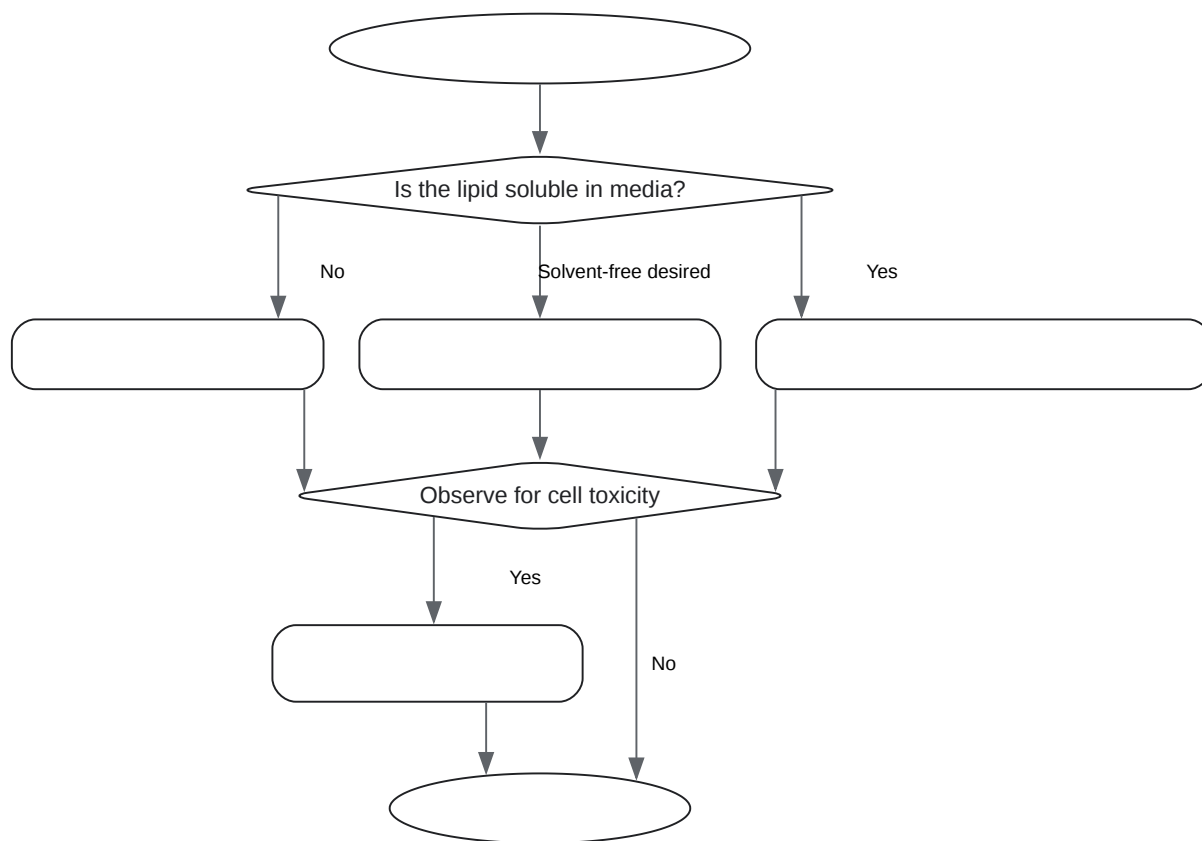 Is the lipid soluble in media?
No
Solvent-free desired
Yes
Observe for cell toxicity
Yes
No